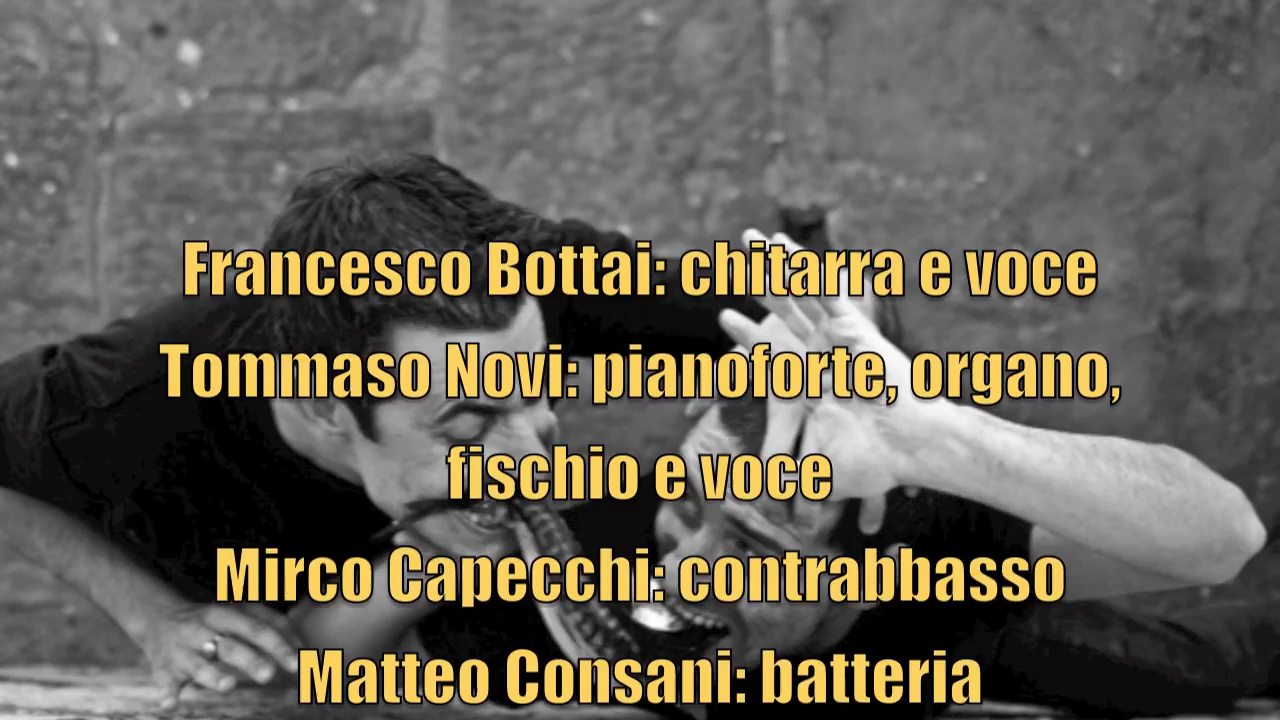 Francesco Bottai: chitarra e voce
Tommaso Novi: pianoforte, organo,
fischio e voce
Mirco Capecchi: contrabbasso
Matteo Consani: batteria